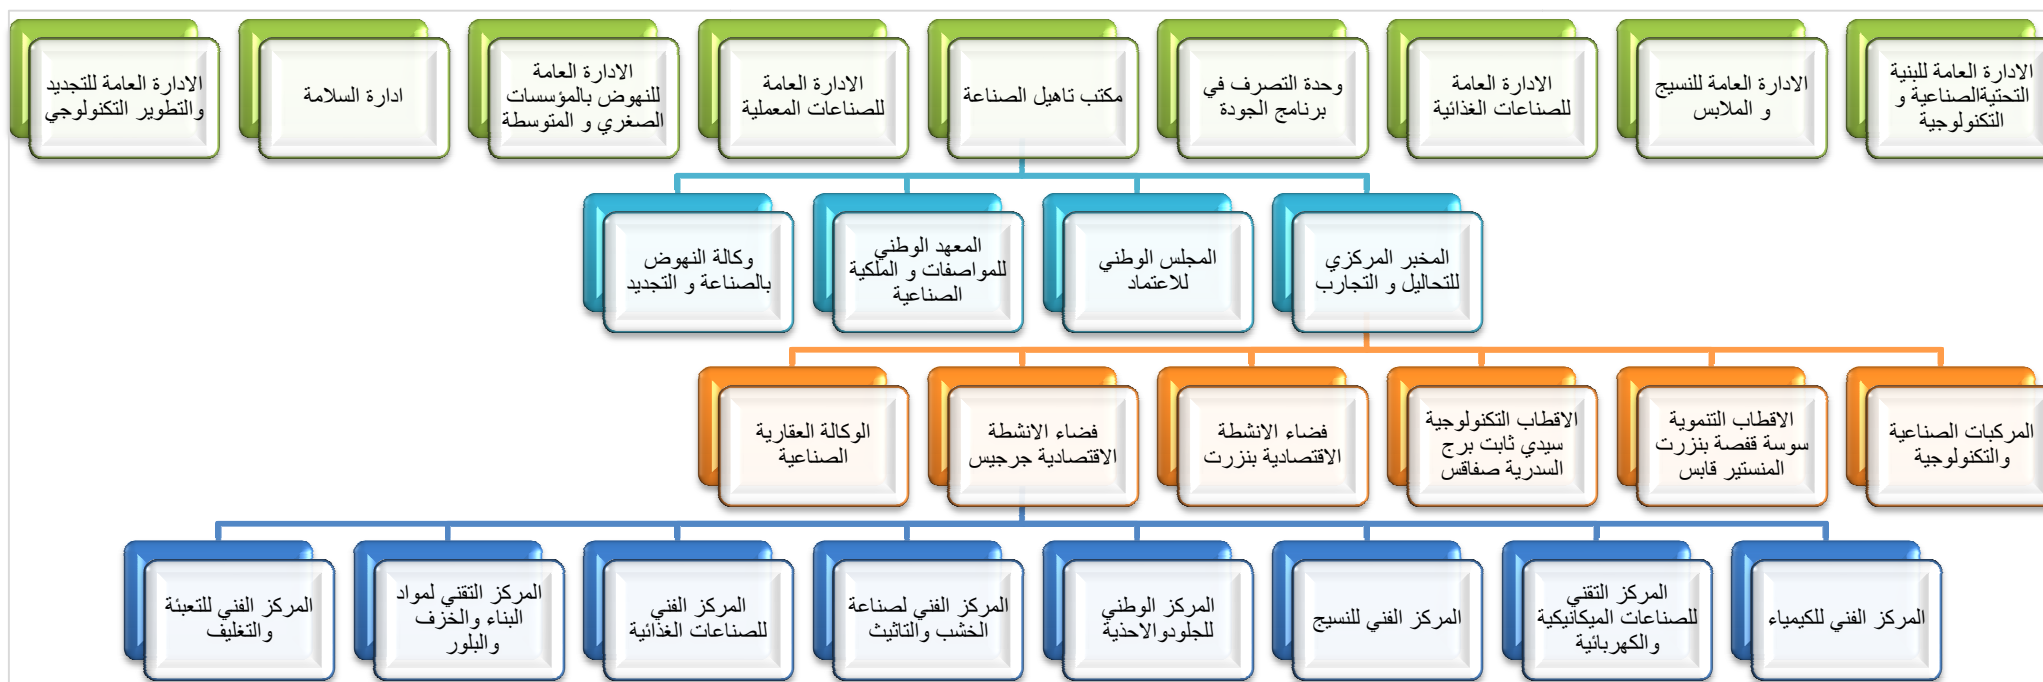 الادارة العامة للبنية
التحتيةالصناعية و
التكنولوجية
الادارة العامة للنسيج
و الملابس
الادارة العامة
للصناعات الغذائية
وحدة التصرف في
برنامج الجودة
مكتب تاهيل الصناعة
الادارة العامة
للصناعات المعملية
الادارة العامة
للنهوض بالمؤسسات
الصغري و المتوسطة
ادارة السلامة
الادارة العامة للتجديد
والتطوير التكنولوجي
المخبر المركزي
للتحاليل و التجارب
المجلس الوطني
للاعتماد
المعهد الوطني
للمواصفات و الملكية
الصناعية
وكالة النهوض
بالصناعة و التجديد
المركبات الصناعية
والتكنولوجية
الاقطاب التنموية
سوسة قفصة بنزرت
المنستير قابس
الاقطاب التكنولوجية
سيدي ثابت برج
السدرية صفاقس
فضاء الانشطة
الاقتصادية بنزرت
فضاء الانشطة
الاقتصادية جرجيس
الوكالة العقارية
الصناعية
المركز الفني للكيمياء
المركز التقني
للصناعات الميكانيكية
والكهربائية
المركز الفني للنسيج
المركز الوطني
للجلودوالاحذية
المركز الفني لصناعة
الخشب والتاثيث
المركز الفني
للصناعات الغذائية
المركز التقني لمواد
البناء والخزف
والبلور
المركز الفني للتعبئة
والتغليف